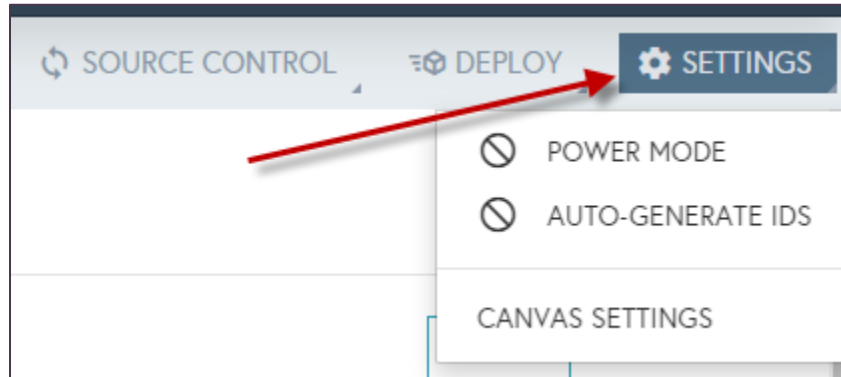 SOURCE CONTROL DEPLOY SETTINGS
POWER MODE
AUTO-GENERATE IDS
CANVAS SETTINGS